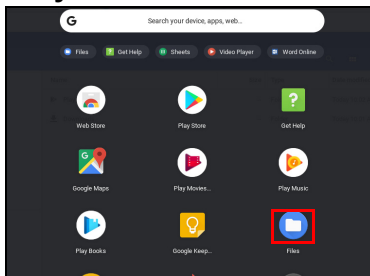 G Search your device, apps, web...
Files Get Help Sheets Video Player Word Online
Web Store Play Store Get Help
Google Maps Play Movies... Play Music
Play Books Google Keep... Files